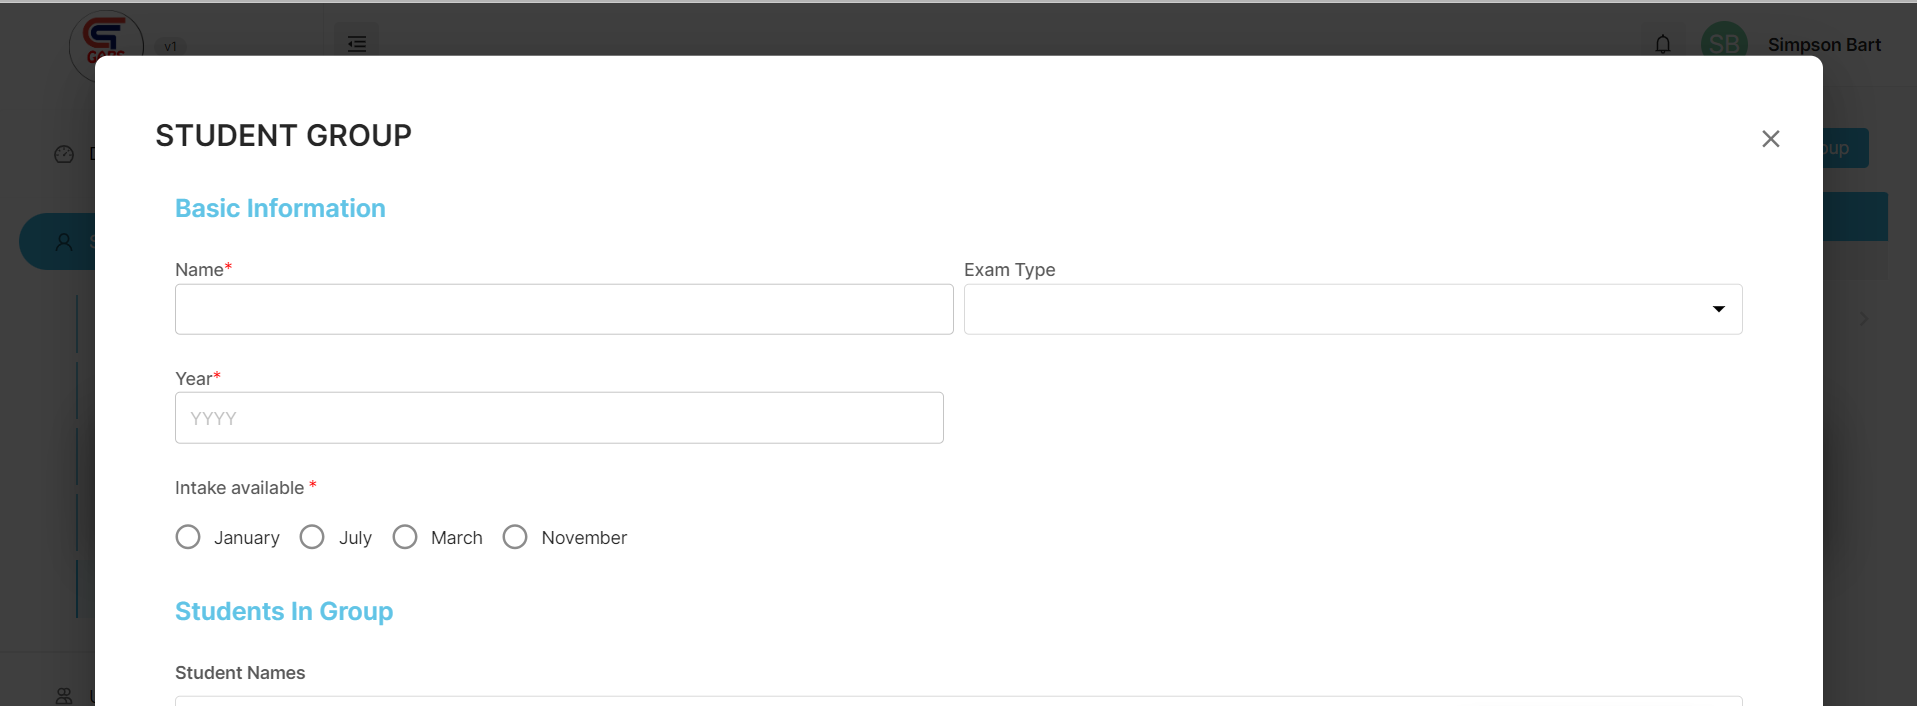 v1
SB Simpson Bart
STUDENT GROUP
Basic Information
Name* Exam Type
Year*
YYYY
Intake available *
January July March November
Students In Group
Student Names